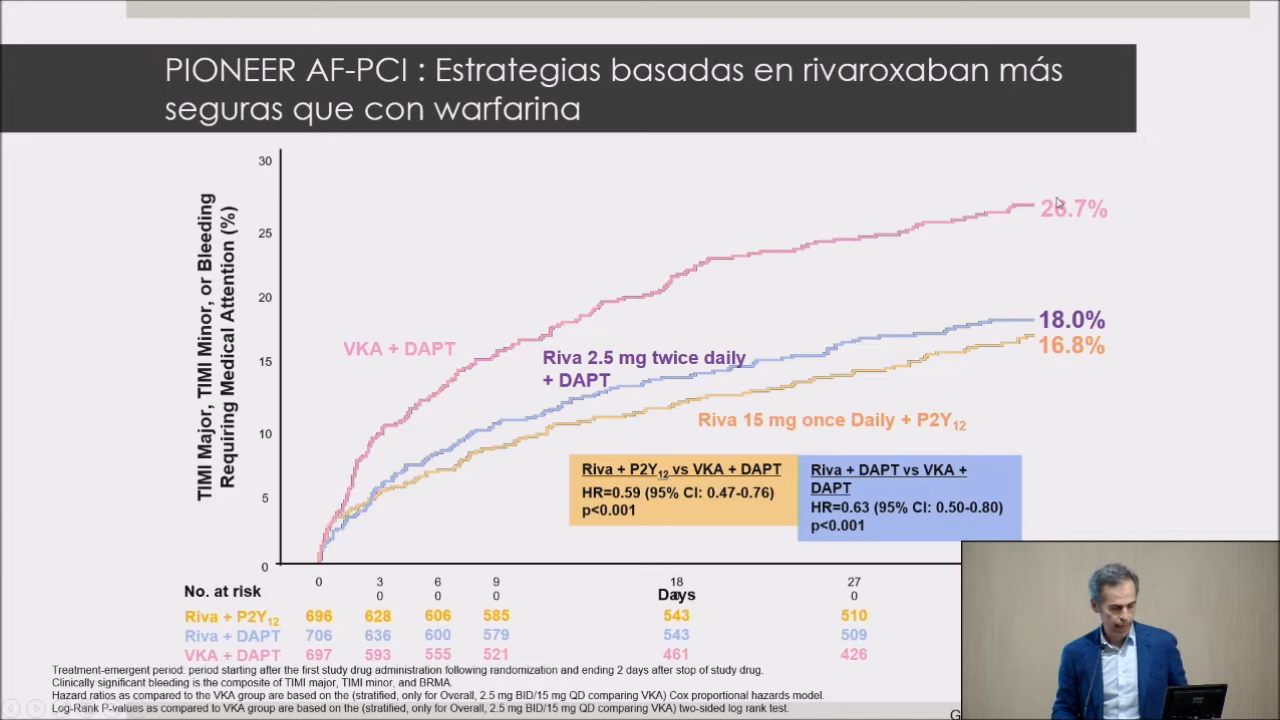 PIONEER AF-PCI : Estrategias basadas en rivaroxaban más
seguras que con warfarina
TIMI Major, TIMI Minor, or Bleeding
Requiring Medical Attention (%)
30
25
20
15
10
5
0
26.7%
18.0%
16.8%
VKA + DAPT
Riva 2.5 mg twice daily
+ DAPT
Riva 15 mg once Daily + P2Y12
Riva + P2Y12 vs VKA + DAPT
HR=0.59 (95% CI: 0.47-0.76)
p<0.001
Riva + DAPT vs VKA +
DAPT
HR=0.63 (95% CI: 0.50-0.80)
p<0.001
0 3 6 9 18 27
0 0 0 0
No. at risk Days
Riva + P2Y12 696 628 606 585 543 510
Riva + DAPT 706 636 600 579 543 509
VKA + DAPT 697 593 555 521 461 426
Treatment-emergent period: period starting after the first study drug administration following randomization and ending 2 days after stop of study drug.
Clinically significant bleeding is the composite of TIMI major, TIMI minor, and BRMA.
Hazard ratios as compared to the VKA group are based on the (stratified, only for Overall, 2.5 mg BID/15 mg QD comparing VKA) Cox proportional hazards model.
Log-Rank P-values as compared to VKA group are based on the (stratified, only for Overall, 2.5 mg BID/15 mg QD comparing VKA) two-sided log rank test.